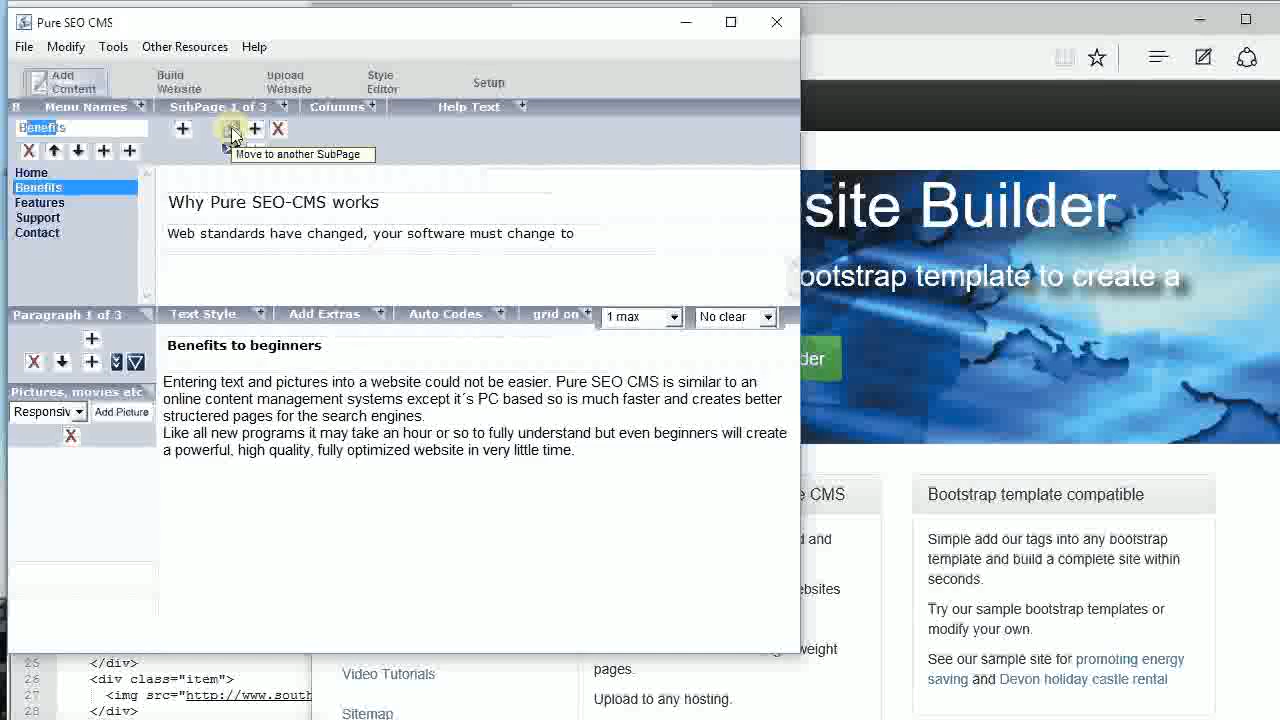 Pure SEO CMS
File Modify Tools Other Resources Help
Add Content
Build Website
Upload Website
Style Editor
Setup
B Menu Names SubPage 1 of 3 Columns Help Text
Benefits
Move to another SubPage
Home
Benefits
Features
Support
Contact
Why Pure SEO-CMS works
Web standards have changed, your software must change to
Paragraph 1 of 3 Text Style Add Extras Auto Codes grid on 1 max No clear
Benefits to beginners
Entering text and pictures into a website could not be easier. Pure SEO CMS is similar to an
online content management systems except it´s PC based so is much faster and creates better
structered pages for the search engines.
Like all new programs it may take an hour or so to fully understand but even beginners will create
a powerful, high quality, fully optimized website in very little time.
Pictures, movies etc
Responsiv Add Picture
site Builder
ootstrap template to create a
der
e CMS
d and
ebsites
weight
pages.
Upload to any hosting.
Bootstrap template compatible
Simple add our tags into any bootstrap
template and build a complete site within
seconds.
Try our sample bootstrap templates or
modify your own.
See our sample site for promoting energy
saving and Devon holiday castle rental
25 </div>
26 <div class="item">
27 <img src="http://www.south
28 </div>
Video Tutorials
Sitemap